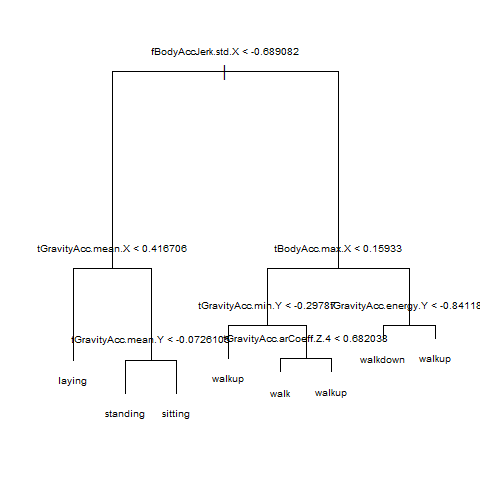 fBodyAccJerk.std.X < -0.689082
tGravityAcc.mean.X < 0.416706
tBodyAcc.max.X < 0.15933
tGravityAcc.min.Y < -0.29787
tGravityAcc.energy.Y < -0.84118
tGravityAcc.mean.Y < -0.0726106
tGravityAcc.arCoeff.Z.4 < 0.682038
laying
standing
sitting
walkup
walk
walkup
walkdown
walkup